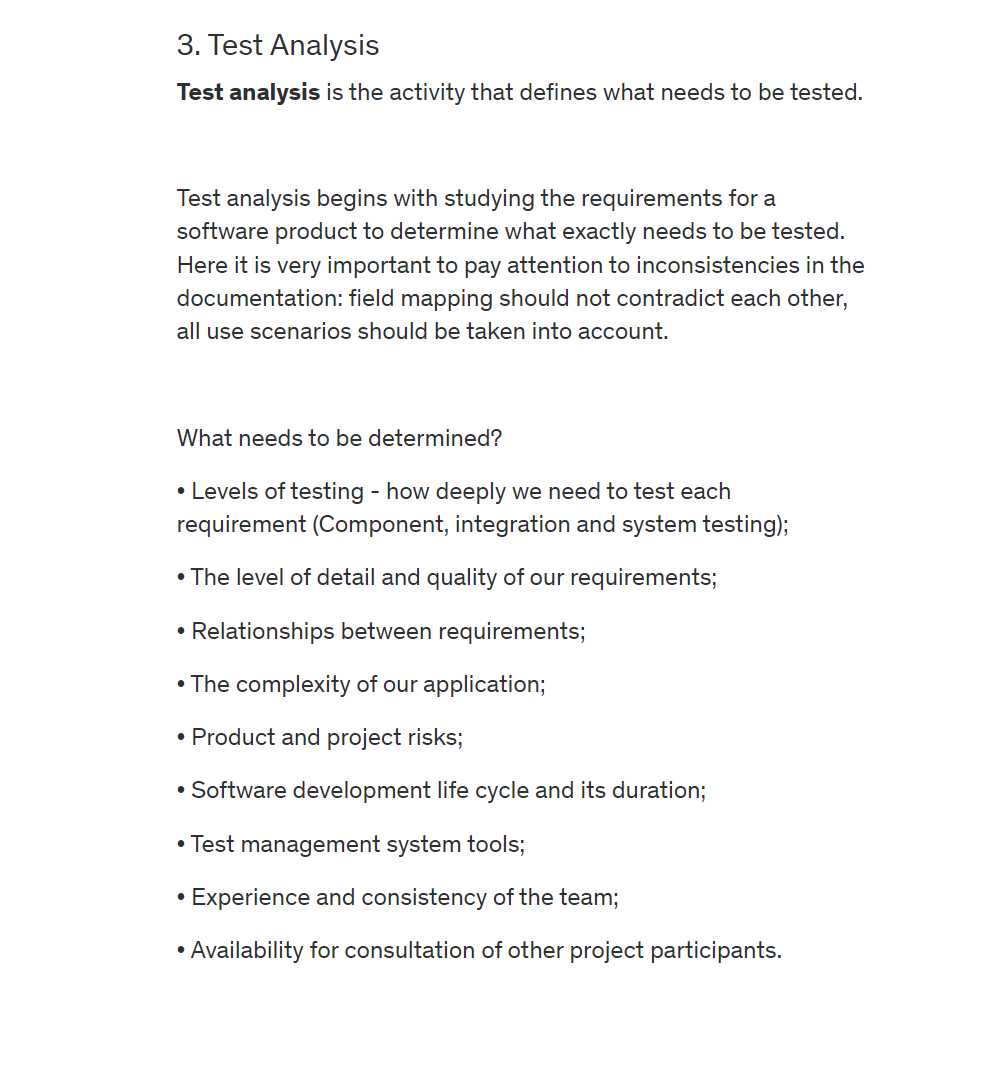 3. Test Analysis
Test analysis is the activity that defines what needs to be tested.
Test analysis begins with studying the requirements for a
software product to determine what exactly needs to be tested.
Here it is very important to pay attention to inconsistencies in the
documentation: field mapping should not contradict each other,
all use scenarios should be taken into account.
What needs to be determined?
• Levels of testing - how deeply we need to test each
requirement (Component, integration and system testing);
• The level of detail and quality of our requirements;
• Relationships between requirements;
• The complexity of our application;
• Product and project risks;
• Software development life cycle and its duration;
• Test management system tools;
• Experience and consistency of the team;
• Availability for consultation of other project participants.